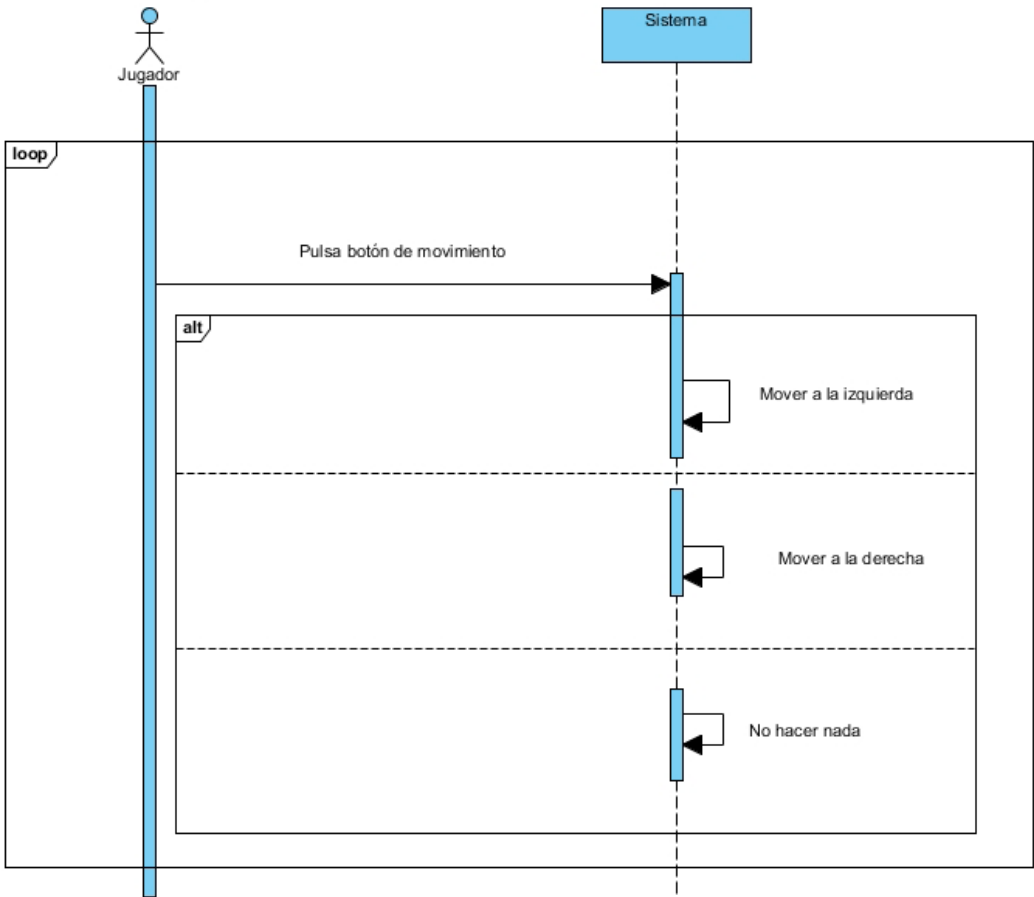 Sistema
Jugador
loop
Pulsa botón de movimiento
alt
Mover a la izquierda
Mover a la derecha
No hacer nada